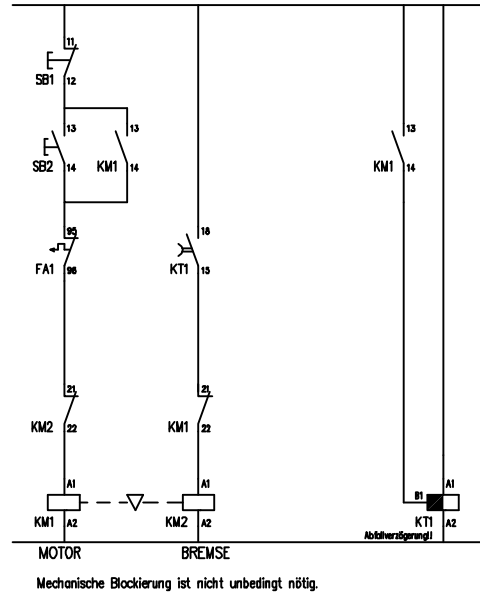 11
SB1
12
13
13
SB2
14
KM1
14
13
KM1
14
95
FA1
96
18
KT1
15
21
KM2
22
21
KM1
22
A1
KM1
A2
A1
KM2
A2
B1
A1
KT1
A2
Abfallverzögerung!!
MOTOR
BREMSE
Mechanische Blockierung ist nicht unbedingt nötig.